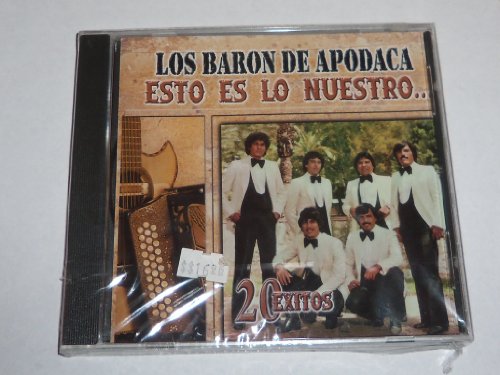 LOS BARON DE APODACA
ESTO ES LO NUESTRO..
20 EXITOS